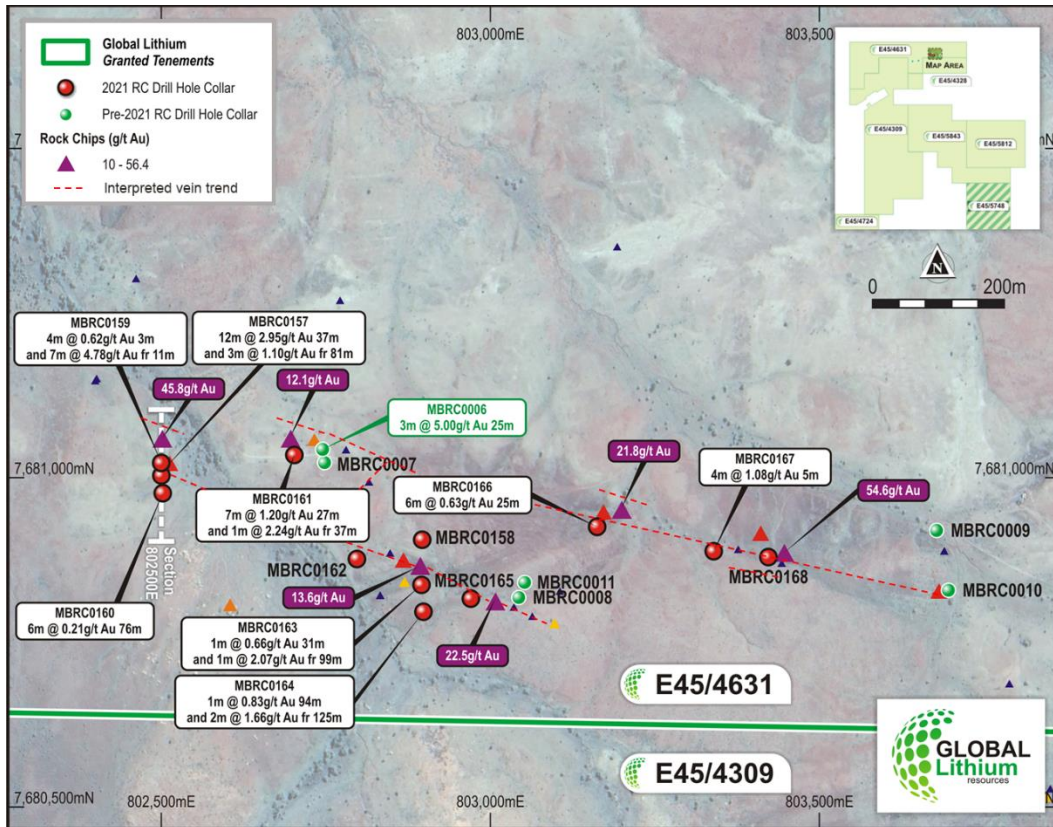 803,000mE
803,500
Global Lithium
Granted Tenements
2021 RC Drill Hole Collar
Pre-2021 RC Drill Hole Collar
Rock Chips (g/t Au)
10 - 56.4
Interpreted vein trend
E45/4631
MAP AREA
E45/4328
E45/4309
E45/5843
E45/5812
E45/5748
E45/4724
N
0 200m
MBRC0159
4m @ 0.62g/t Au 3m
and 7m @ 4.78g/t Au fr 11m
MBRC0157
12m @ 2.95g/t Au 37m
and 3m @ 1.10g/t Au fr 81m
45.8g/t Au
12.1g/t Au
MBRC0006
3m @ 5.00g/t Au 25m
7,681,000mN
MBRC0007
21.8g/t Au
MBRC0167
4m @ 1.08g/t Au 5m
7,681,000mN
MBRC0166
6m @ 0.63g/t Au 25m
54.6g/t Au
MBRC0161
7m @ 1.20g/t Au 27m
and 1m @ 2.24g/t Au fr 37m
Section
802500E
MBRC0158
MBRC0009
MBRC0162
MBRC0165
MBRC0011
MBRC0008
MBRC0168
MBRC0010
13.6g/t Au
MBRC0160
6m @ 0.21g/t Au 76m
MBRC0163
1m @ 0.66g/t Au 31m
and 1m @ 2.07g/t Au fr 99m
22.5g/t Au
MBRC0164
1m @ 0.83g/t Au 94m
and 2m @ 1.66g/t Au fr 125m
E45/4631
E45/4309
GLOBAL
Lithium
resources
7,680,500mN
802,500mE
803,000mE
803,500mE